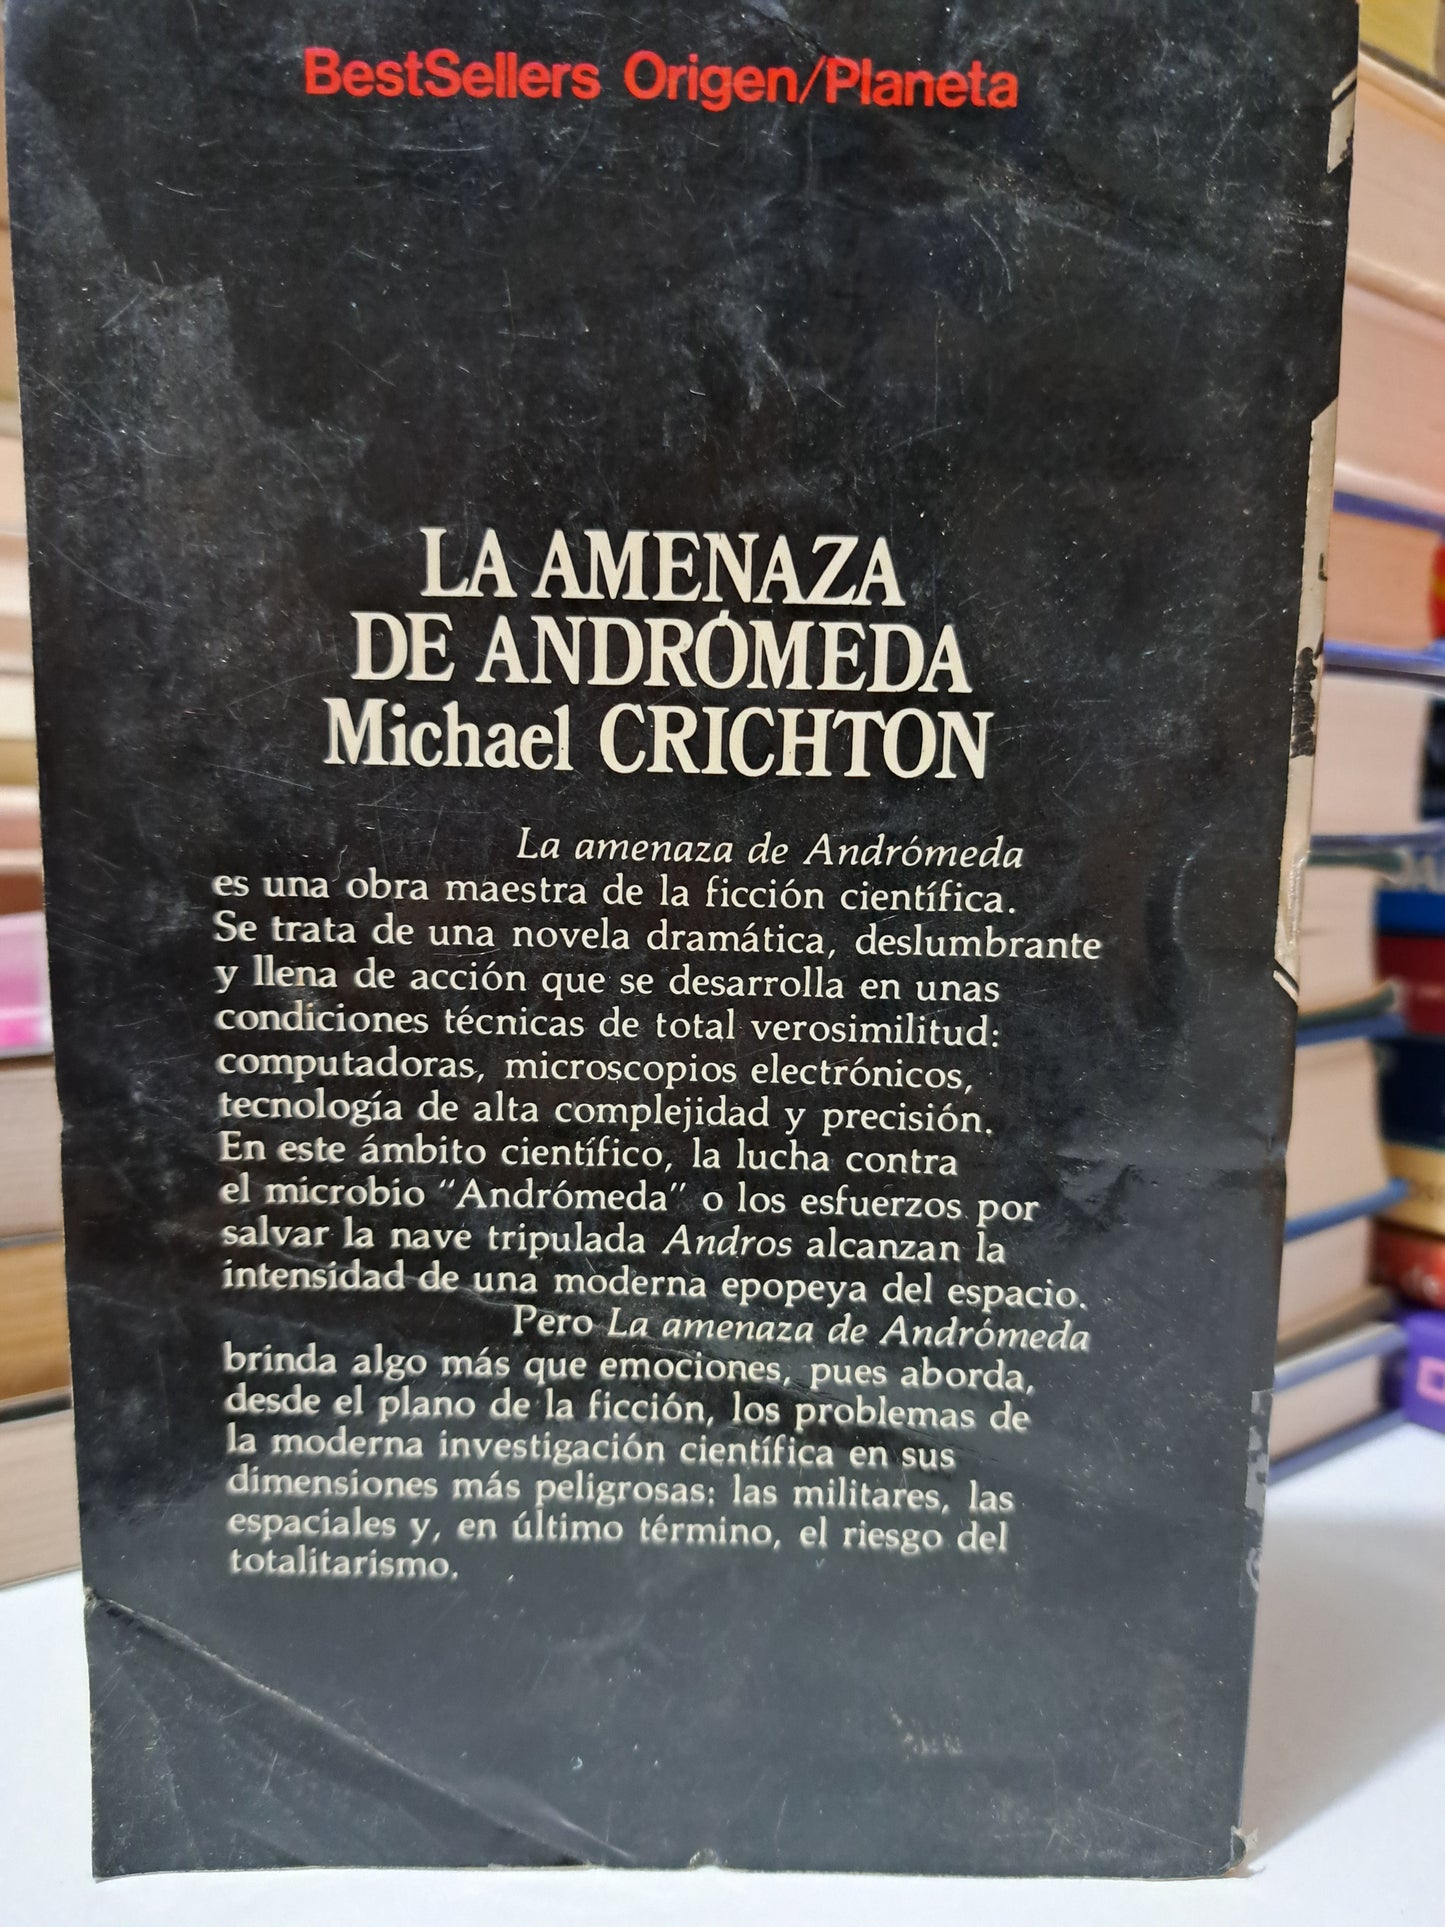 BestSellers Origen/Planeta
LA AMENAZA
DE ANDRÓMEDA
Michael CRICHTON
La amenaza de Andrómeda
es una obra maestra de la ficción científica.
Se trata de una novela dramática, deslumbrante
y llena de acción que se desarrolla en unas
condiciones técnicas de total verosimilitud:
computadoras, microscopios electrónicos,
tecnología de alta complejidad y precisión.
En este ámbito científico, la lucha contra
el microbio "Andrómeda" o los esfuerzos por
salvar la nave tripulada Andros alcanzan la
intensidad de una moderna epopeya del espacio.
Pero La amenaza de Andrómeda
brinda algo más que emociones, pues aborda,
desde el plano de la ficción, los problemas de
la moderna investigación científica en sus
dimensiones más peligrosas: las militares, las
espaciales y, en último término, el riesgo del
totalitarismo.